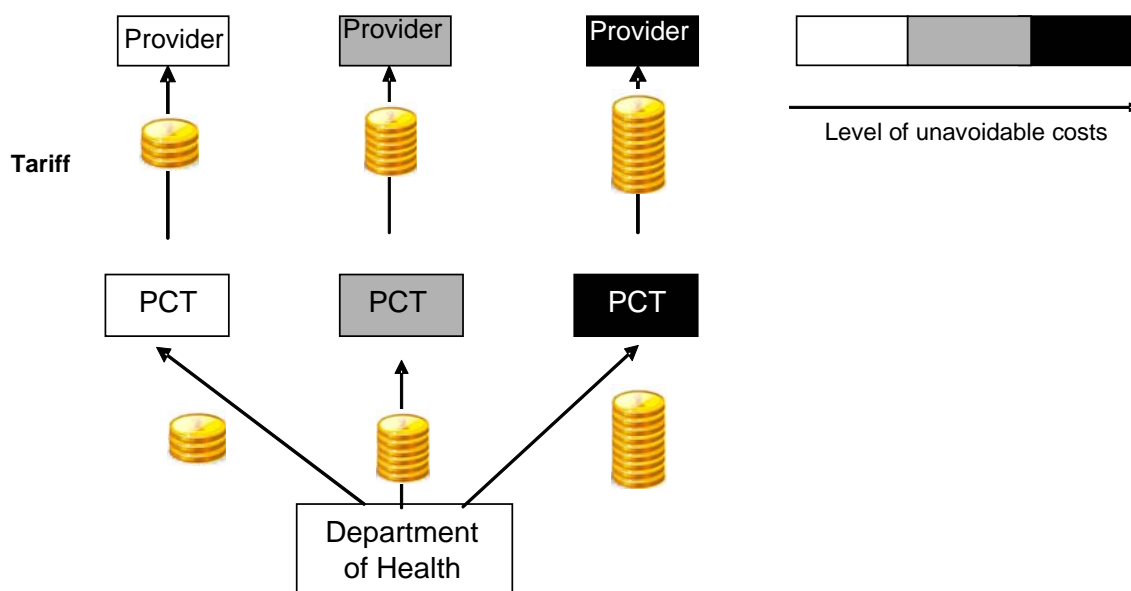 Provider
Provider
Provider
Level of unavoidable costs
Tariff
PCT
PCT
PCT
Department
of Health